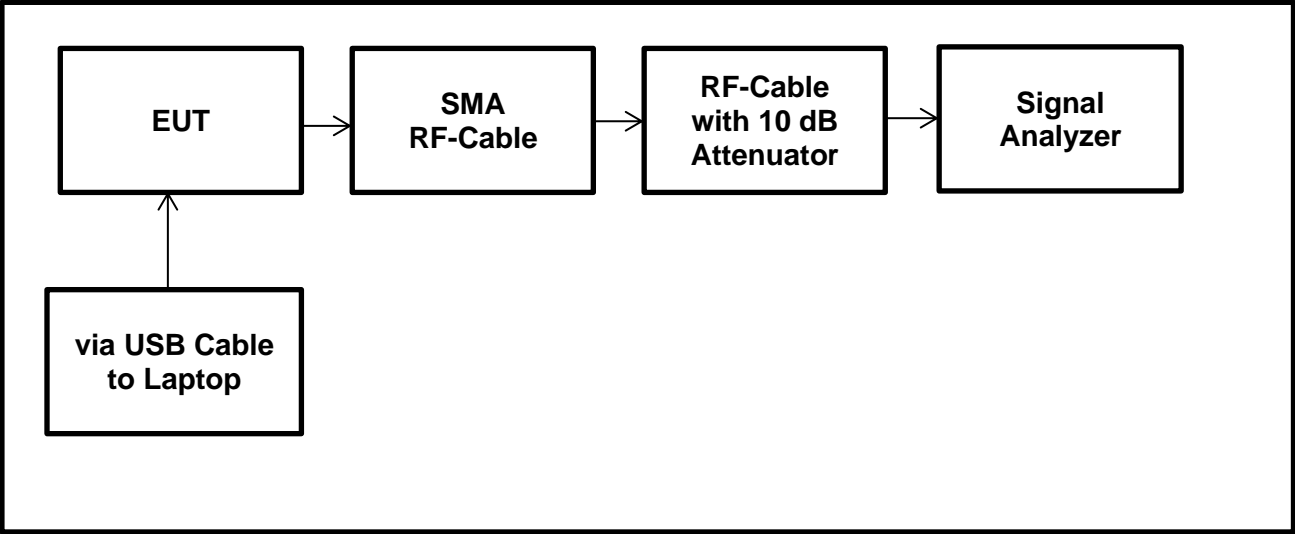 EUT
SMA
RF-Cable
RF-Cable
with 10 dB
Attenuator
Signal
Analyzer
via USB Cable
to Laptop